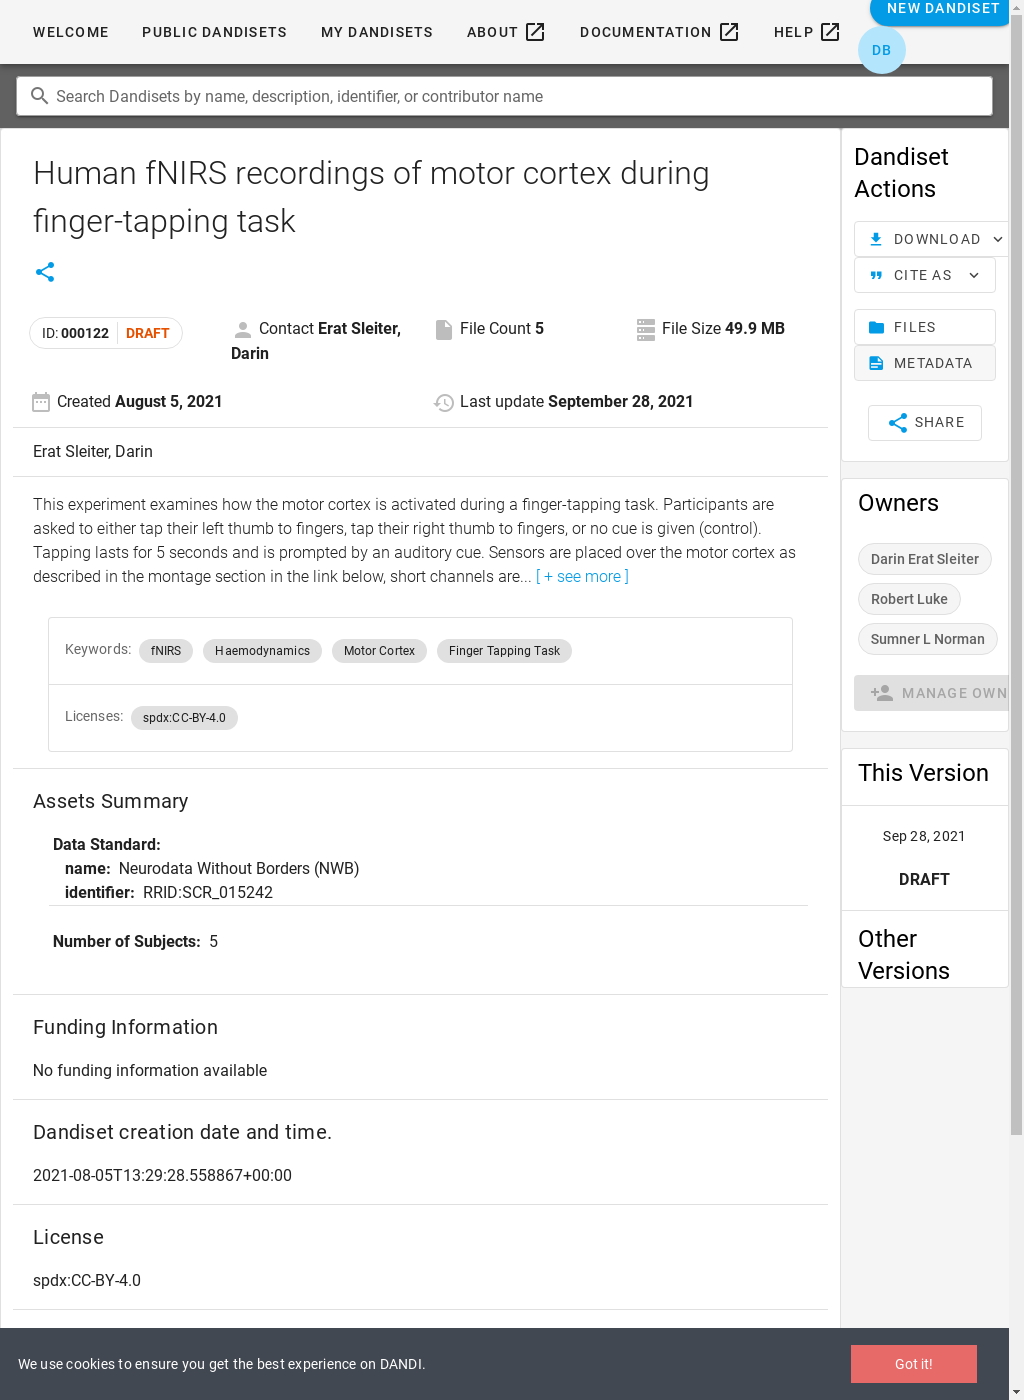 WELCOME PUBLIC DANDISETS MY DANDISETS ABOUT DOCUMENTATION HELP NEW DANDISET
DB
Search Dandisets by name, description, identifier, or contributor name
Human fNIRS recordings of motor cortex during
finger-tapping task
ID: 000122 DRAFT
Contact Erat Sleiter,
Darin
File Count 5
File Size 49.9 MB
Created August 5, 2021
Last update September 28, 2021
Erat Sleiter, Darin
This experiment examines how the motor cortex is activated during a finger-tapping task. Participants are
asked to either tap their left thumb to fingers, tap their right thumb to fingers, or no cue is given (control).
Tapping lasts for 5 seconds and is prompted by an auditory cue. Sensors are placed over the motor cortex as
described in the montage section in the link below, short channels are... [ + see more ]
Keywords: fNIRS Haemodynamics Motor Cortex Finger Tapping Task
Licenses: spdx:CC-BY-4.0
Assets Summary
Data Standard:
name: Neurodata Without Borders (NWB)
identifier: RRID:SCR_015242
Number of Subjects: 5
Funding Information
No funding information available
Dandiset creation date and time.
2021-08-05T13:29:28.558867+00:00
License
spdx:CC-BY-4.0
Dandiset
Actions
DOWNLOAD
CITE AS
FILES
METADATA
SHARE
Owners
Darin Erat Sleiter
Robert Luke
Sumner L Norman
MANAGE OWN
This Version
Sep 28, 2021
DRAFT
Other
Versions
We use cookies to ensure you get the best experience on DANDI.
Got it!